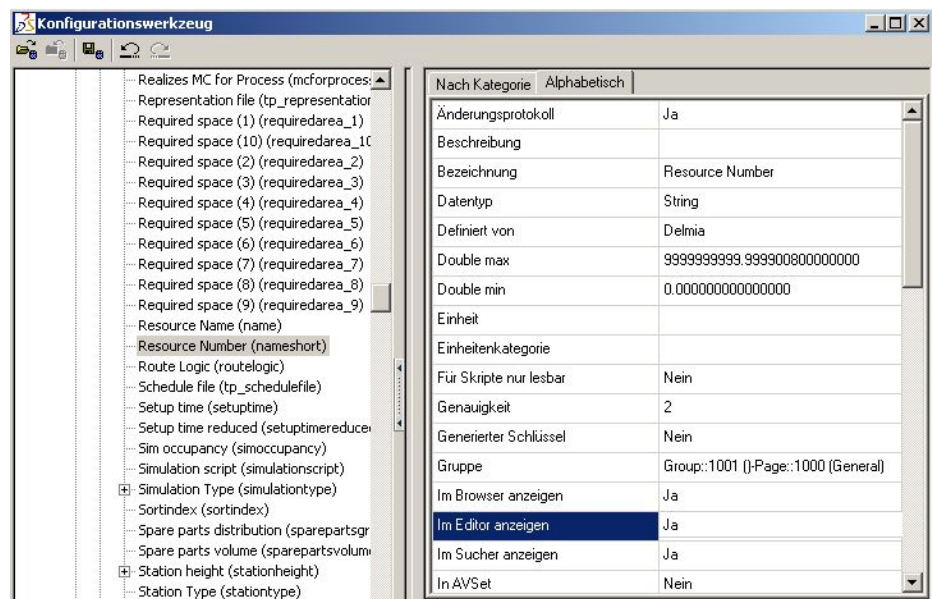 Konfigurationswerkzeug
Realizes MC for Process (mcforproces
Representation file (tp_representation
Required space (1) (requiredarea_1)
Required space (10) (requiredarea_10
Required space (2) (requiredarea_2)
Required space (3) (requiredarea_3)
Required space (4) (requiredarea_4)
Required space (5) (requiredarea_5)
Required space (6) (requiredarea_6)
Required space (7) (requiredarea_7)
Required space (8) (requiredarea_8)
Required space (9) (requiredarea_9)
Resource Name (name)
Resource Number (nameshort)
Route Logic (routelogic)
Schedule file (tp_schedulefile)
Setup time (setuptime)
Setup time reduced (setuptimereduce
Sim occupancy (simoccupancy)
Simulation script (simulationscript)
Simulation Type (simulationtype)
Sortindex (sortindex)
Spare parts distribution (sparepartsgr
Spare parts volume (sparepartsvolum
Station height (stationheight)
Station Type (stationtype)
Nach Kategorie Alphabetisch
Änderungsprotokoll Ja
Beschreibung
Bezeichnung Resource Number
Datentyp String
Definiert von Delmia
Double max 9999999999.999900800000000
Double min 0.000000000000000
Einheit
Einheitenkategorie
Für Skripte nur lesbar Nein
Genauigkeit 2
Generierter Schlüssel Nein
Gruppe Group::1001 ()-Page::1000 (General)
Im Browser anzeigen Ja
Im Editor anzeigen Ja
Im Sucher anzeigen Ja
In AVSet Nein